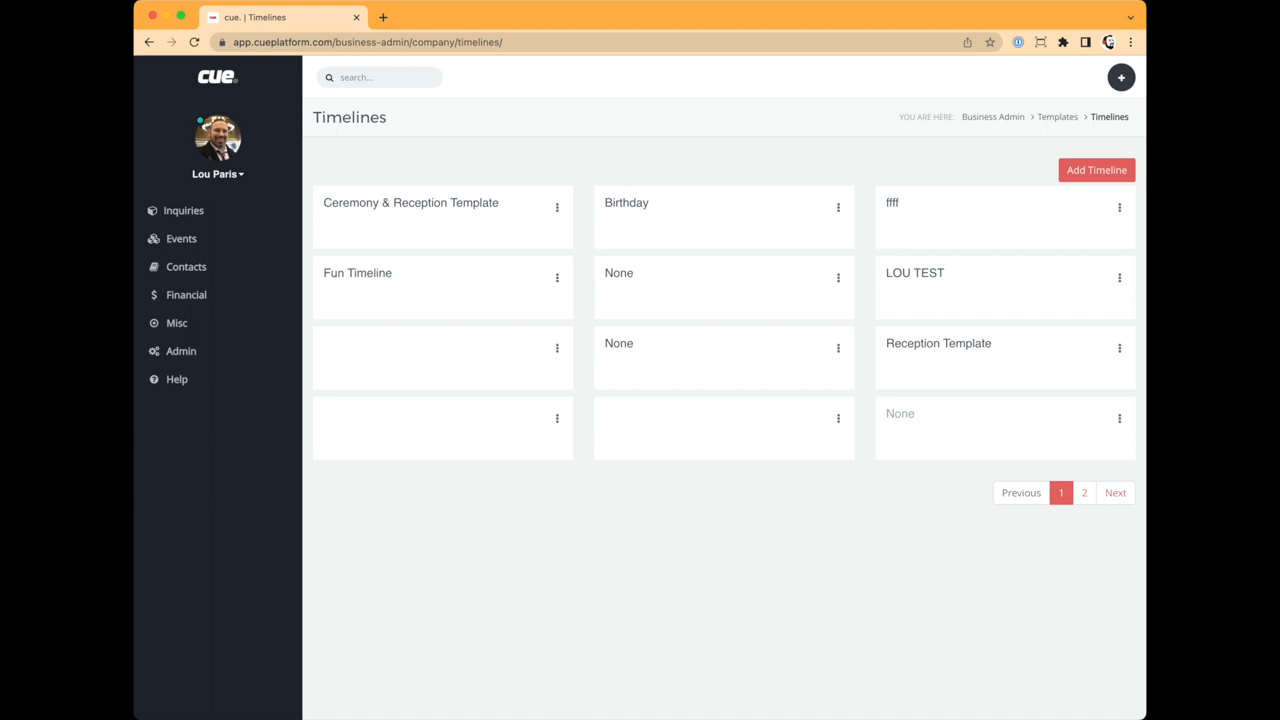 cue. | Timelines
app.cueplatform.com/business-admin/company/timelines/
cue.
search...
Lou Paris
Inquiries
Events
Contacts
Financial
Misc
Admin
Help
Timelines
YOU ARE HERE: Business Admin > Templates > Timelines
Add Timeline
Ceremony & Reception Template
Birthday
ffff
Fun Timeline
None
LOU TEST
None
Reception Template
None
Previous 1 2 Next